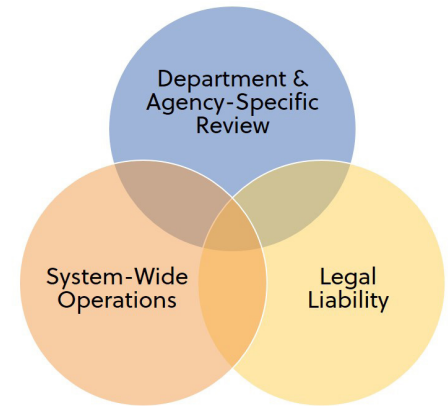 Department &
Agency-Specific
Review
System-Wide
Operations
Legal
Liability